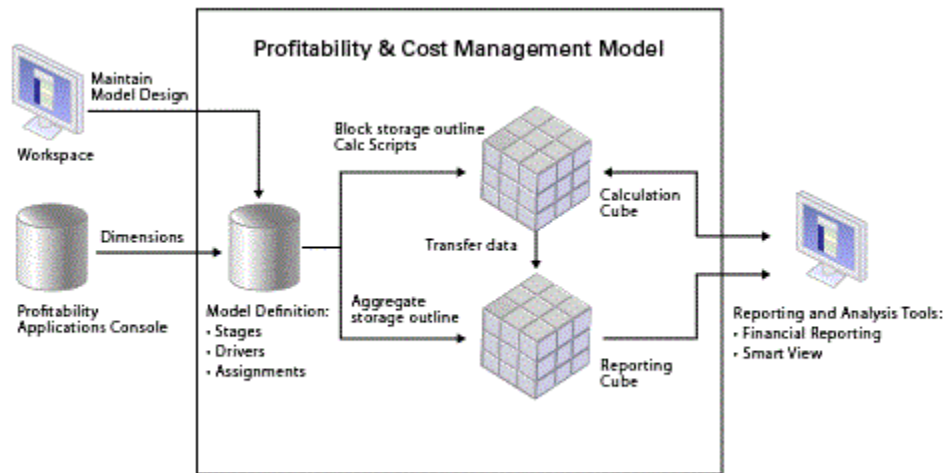 Profitability & Cost Management Model
Maintain
Model Design
Workspace
Block storage outline
Calc Scripts
Calculation
Cube
Dimensions
Transfer data
Profitability
Applications Console
Model Definition:
• Stages
• Drivers
• Assignments
Aggregate
storage outline
Reporting
Cube
Reporting and Analysis Tools:
• Financial Reporting
• Smart View